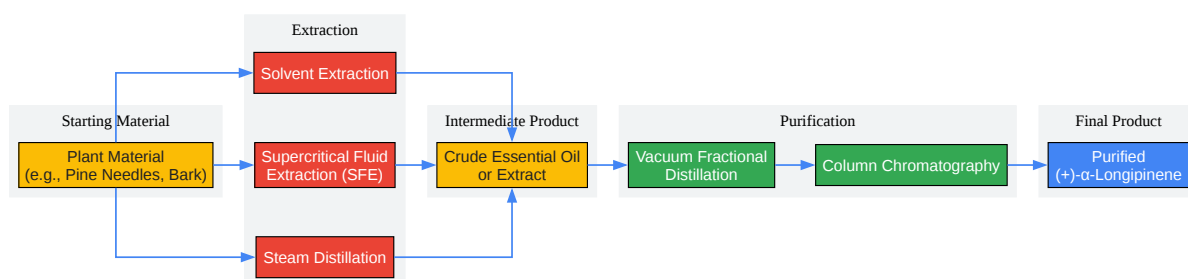 Extraction
Solvent Extraction
Starting Material
Plant Material
(e.g., Pine Needles, Bark)
Supercritical Fluid
Extraction (SFE)
Steam Distillation
Intermediate Product
Crude Essential Oil
or Extract
Purification
Vacuum Fractional
Distillation
Column Chromatography
Final Product
Purified
(+)-α-Longipinene